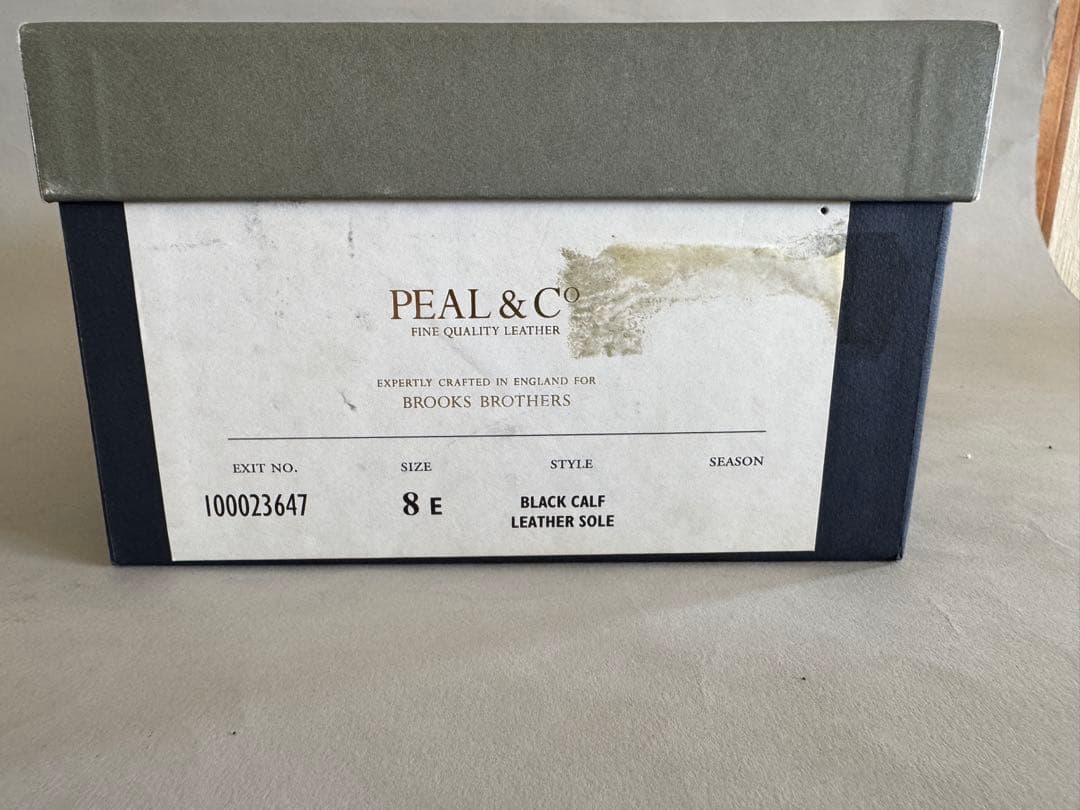 PEAL & Cº
FINE QUALITY LEATHER
EXPERTLY CRAFTED IN ENGLAND FOR
BROOKS BROTHERS
EXIT NO. SIZE STYLE SEASON
100023647 8 E BLACK CALF
LEATHER SOLE